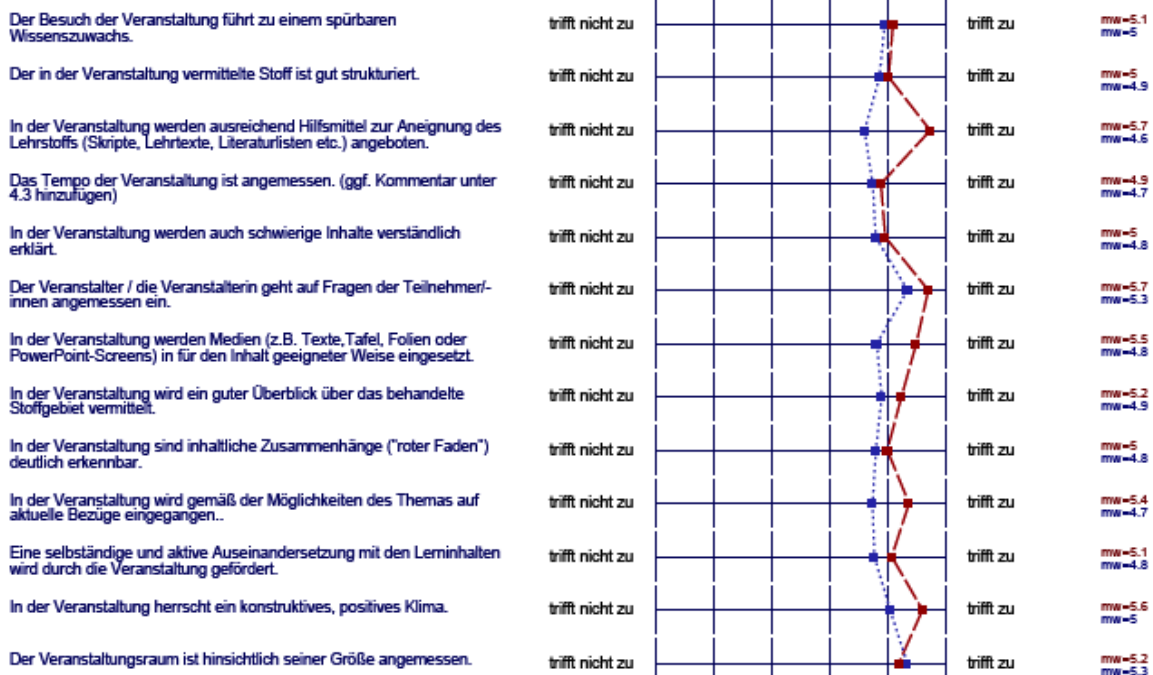 Der Besuch der Veranstaltung führt zu einem spürbaren
Wissenszuwachs.
trifft nicht zu
trifft zu
mw=5.1
mw=5
Der in der Veranstaltung vermittelte Stoff ist gut strukturiert.
trifft nicht zu
trifft zu
mw=5
mw=4.9
In der Veranstaltung werden ausreichend Hilfsmittel zur Aneignung des
Lehrstoffs (Skripte, Lehrtexte, Literaturlisten etc.) angeboten.
trifft nicht zu
trifft zu
mw=5.7
mw=4.6
Das Tempo der Veranstaltung ist angemessen. (ggf. Kommentar unter
4.3 hinzufügen)
trifft nicht zu
trifft zu
mw=4.9
mw=4.7
In der Veranstaltung werden auch schwierige Inhalte verständlich
erklärt.
trifft nicht zu
trifft zu
mw=5
mw=4.8
Der Veranstalter / die Veranstalterin geht auf Fragen der Teilnehmer/-
innen angemessen ein.
trifft nicht zu
trifft zu
mw=5.7
mw=5.3
In der Veranstaltung werden Medien (z.B. Texte,Tafel, Folien oder
PowerPoint-Screens) in für den Inhalt geeigneter Weise eingesetzt.
trifft nicht zu
trifft zu
mw=5.5
mw=4.8
In der Veranstaltung wird ein guter Überblick über das behandelte
Stoffgebiet vermittelt.
trifft nicht zu
trifft zu
mw=5.2
mw=4.9
In der Veranstaltung sind inhaltliche Zusammenhänge ("roter Faden")
deutlich erkennbar.
trifft nicht zu
trifft zu
mw=5
mw=4.8
In der Veranstaltung wird gemäß der Möglichkeiten des Themas auf
aktuelle Bezüge eingegangen..
trifft nicht zu
trifft zu
mw=5.4
mw=4.7
Eine selbständige und aktive Auseinandersetzung mit den Lerninhalten
wird durch die Veranstaltung gefördert.
trifft nicht zu
trifft zu
mw=5.1
mw=4.8
In der Veranstaltung herrscht ein konstruktives, positives Klima.
trifft nicht zu
trifft zu
mw=5.6
mw=5
Der Veranstaltungsraum ist hinsichtlich seiner Größe angemessen.
trifft nicht zu
trifft zu
mw=5.2
mw=5.3